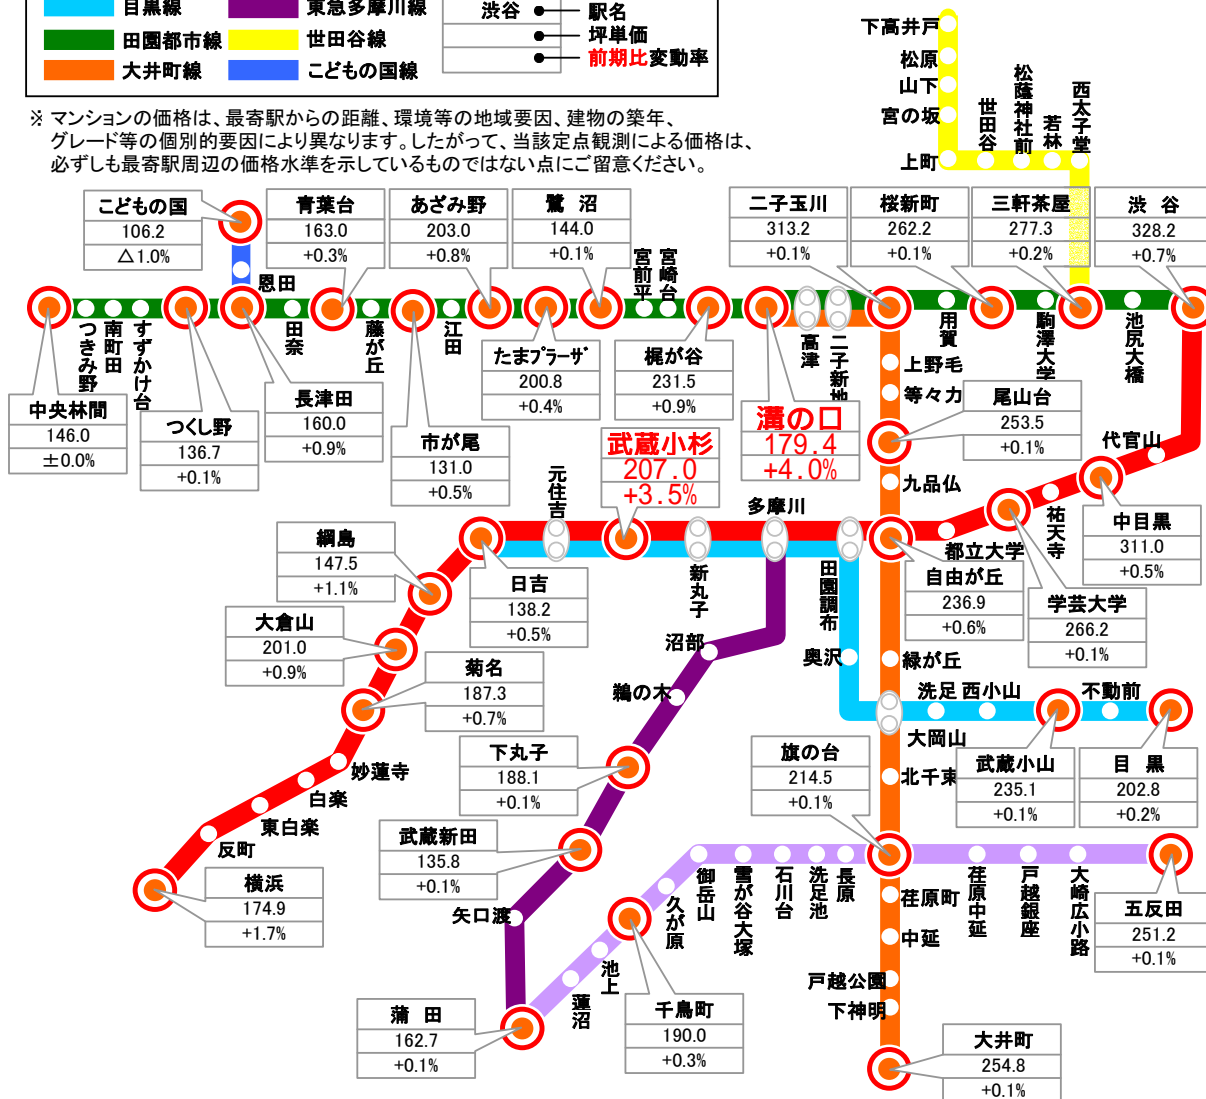 目黒線
東急多摩川線
田園都市線
世田谷線
大井町線
こどもの国線
渋谷
駅名
坪単価
前期比変動率
※ マンションの価格は、最寄駅からの距離、環境等の地域要因、建物の築年、
グレード等の個別的要因により異なります。したがって、当該定点観測による価格は、
必ずしも最寄駅周辺の価格水準を示しているものではない点にご留意ください。
下高井戸
松原
山下
宮の坂
上町
世田谷
松蔭神社前
若林
西太子堂
こどもの国
106.2
△1.0%
青葉台
163.0
+0.3%
あざみ野
203.0
+0.8%
鷺 沼
144.0
+0.1%
二子玉川
313.2
+0.1%
桜新町
262.2
+0.1%
三軒茶屋
277.3
+0.2%
渋 谷
328.2
+0.7%
恩田
宮前平
宮崎台
つきみ野
南町田
すずかけ台
田奈
藤が丘
江田
高津
二子新地
用賀
駒澤大学
池尻大橋
中央林間
146.0
±0.0%
つくし野
136.7
+0.1%
長津田
160.0
+0.9%
市が尾
131.0
+0.5%
たまプラーザ
200.8
+0.4%
梶が谷
231.5
+0.9%
溝の口
179.4
+4.0%
武蔵小杉
207.0
+3.5%
上野毛
等々力
尾山台
253.5
+0.1%
九品仏
代官山
中目黒
311.0
+0.5%
祐天寺
学芸大学
266.2
+0.1%
都立大学
自由が丘
236.9
+0.6%
元住吉
多摩川
新丸子
田園調布
綱島
147.5
+1.1%
日吉
138.2
+0.5%
大倉山
201.0
+0.9%
菊名
187.3
+0.7%
沼部
鵜の木
奥沢
緑が丘
洗足
西小山
不動前
大岡山
武蔵小山
235.1
+0.1%
目 黒
202.8
+0.2%
下丸子
188.1
+0.1%
旗の台
214.5
+0.1%
北千束
妙蓮寺
白楽
東白楽
反町
横浜
174.9
+1.7%
武蔵新田
135.8
+0.1%
矢口渡
御岳山
雪が谷大塚
石川台
洗足池
長原
久が原
池上
蓮沼
荏原町
荏原中延
戸越銀座
大崎広小路
五反田
251.2
+0.1%
中延
戸越公園
下神明
蒲 田
162.7
+0.1%
千鳥町
190.0
+0.3%
大井町
254.8
+0.1%